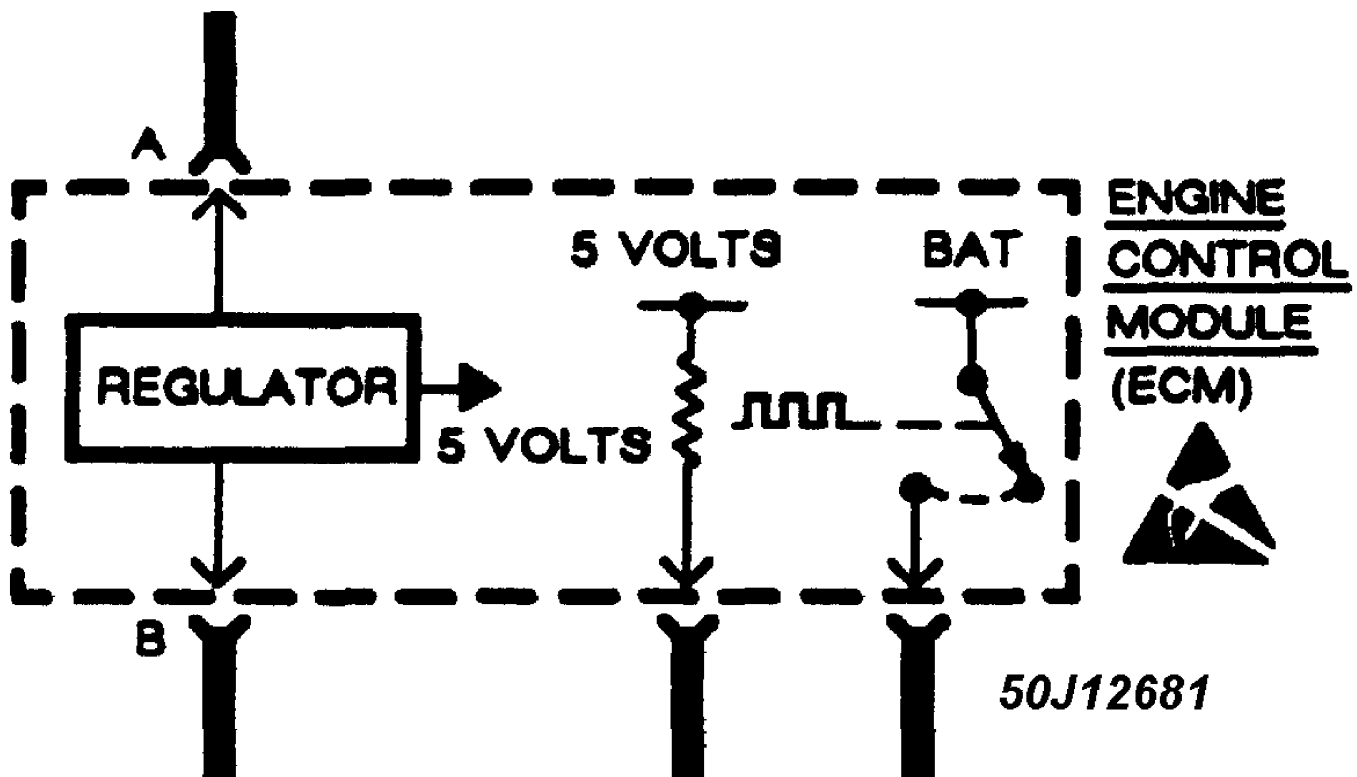 A
ENGINE
CONTROL
MODULE
(ECM)
5 VOLTS
BAT
REGULATOR
5 VOLTS
B
50J12681